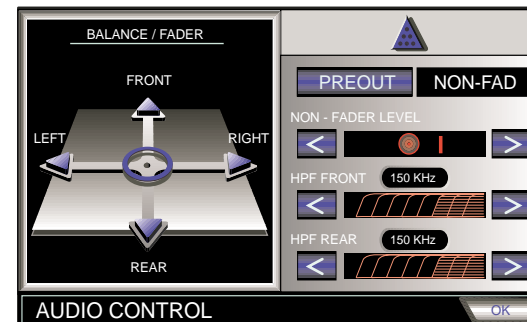 BALANCE / FADER
FRONT
LEFT
RIGHT
REAR
PREOUT
NON-FAD
NON - FADER LEVEL
<
>
HPF FRONT 150 KHz
<
>
HPF REAR 150 KHz
<
>
AUDIO CONTROL
OK